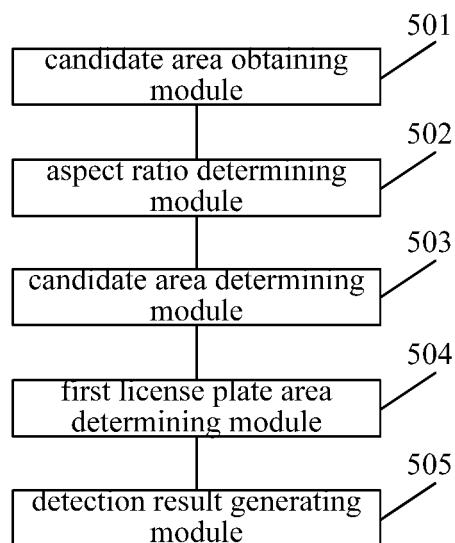 501
candidate area obtaining
module
502
aspect ratio determining
module
503
candidate area determining
module
504
first license plate area
determining module
505
detection result generating
module